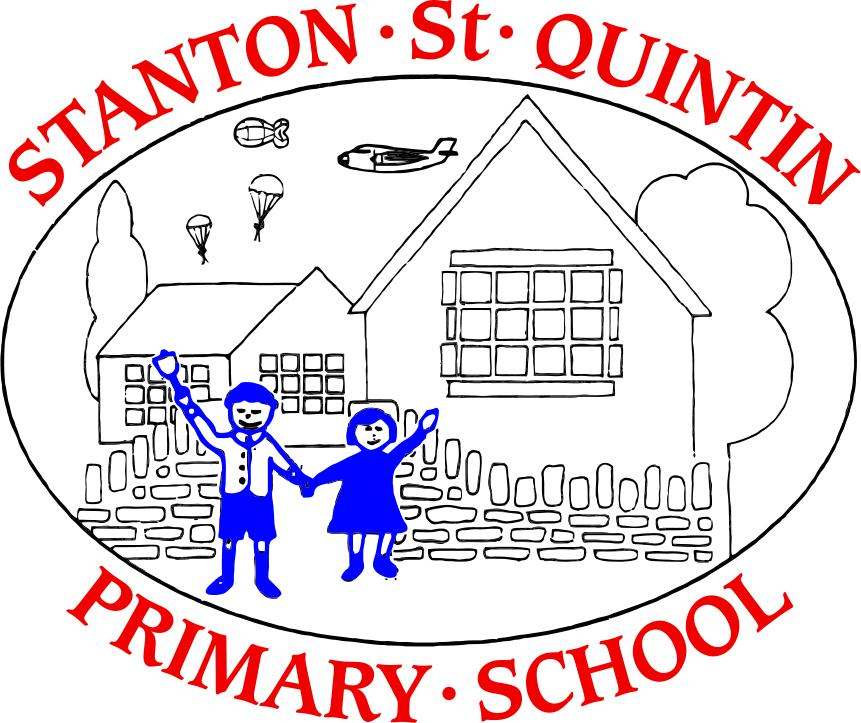 STANTON · St · QUINTIN
PRIMARY · SCHOOL